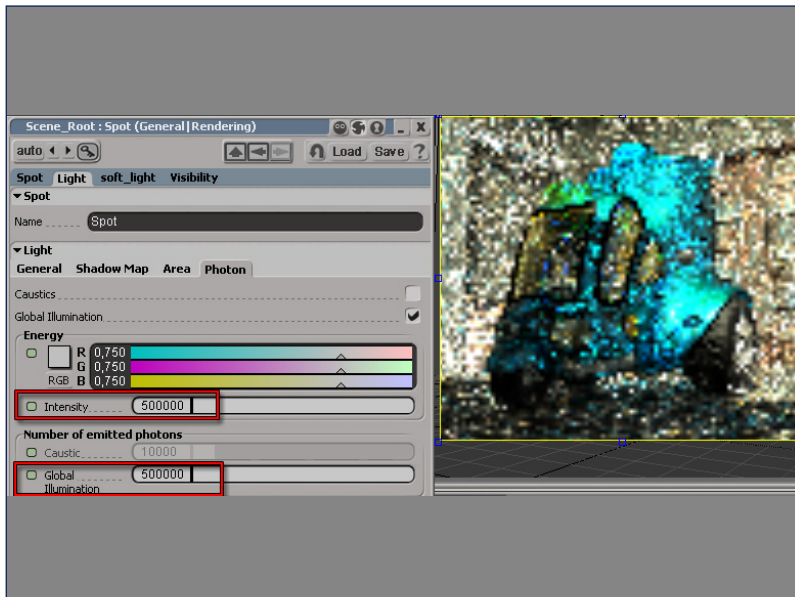 Scene_Root : Spot (General|Rendering)
auto Load Save ?
Spot Light soft_light Visibility
Spot
Name Spot
Light
General Shadow Map Area Photon
Caustics
Global Illumination
Energy
R 0,750
G 0,750
RGB B 0,750
Intensity 500000
Number of emitted photons
Caustic 10000
Global 500000
Illumination